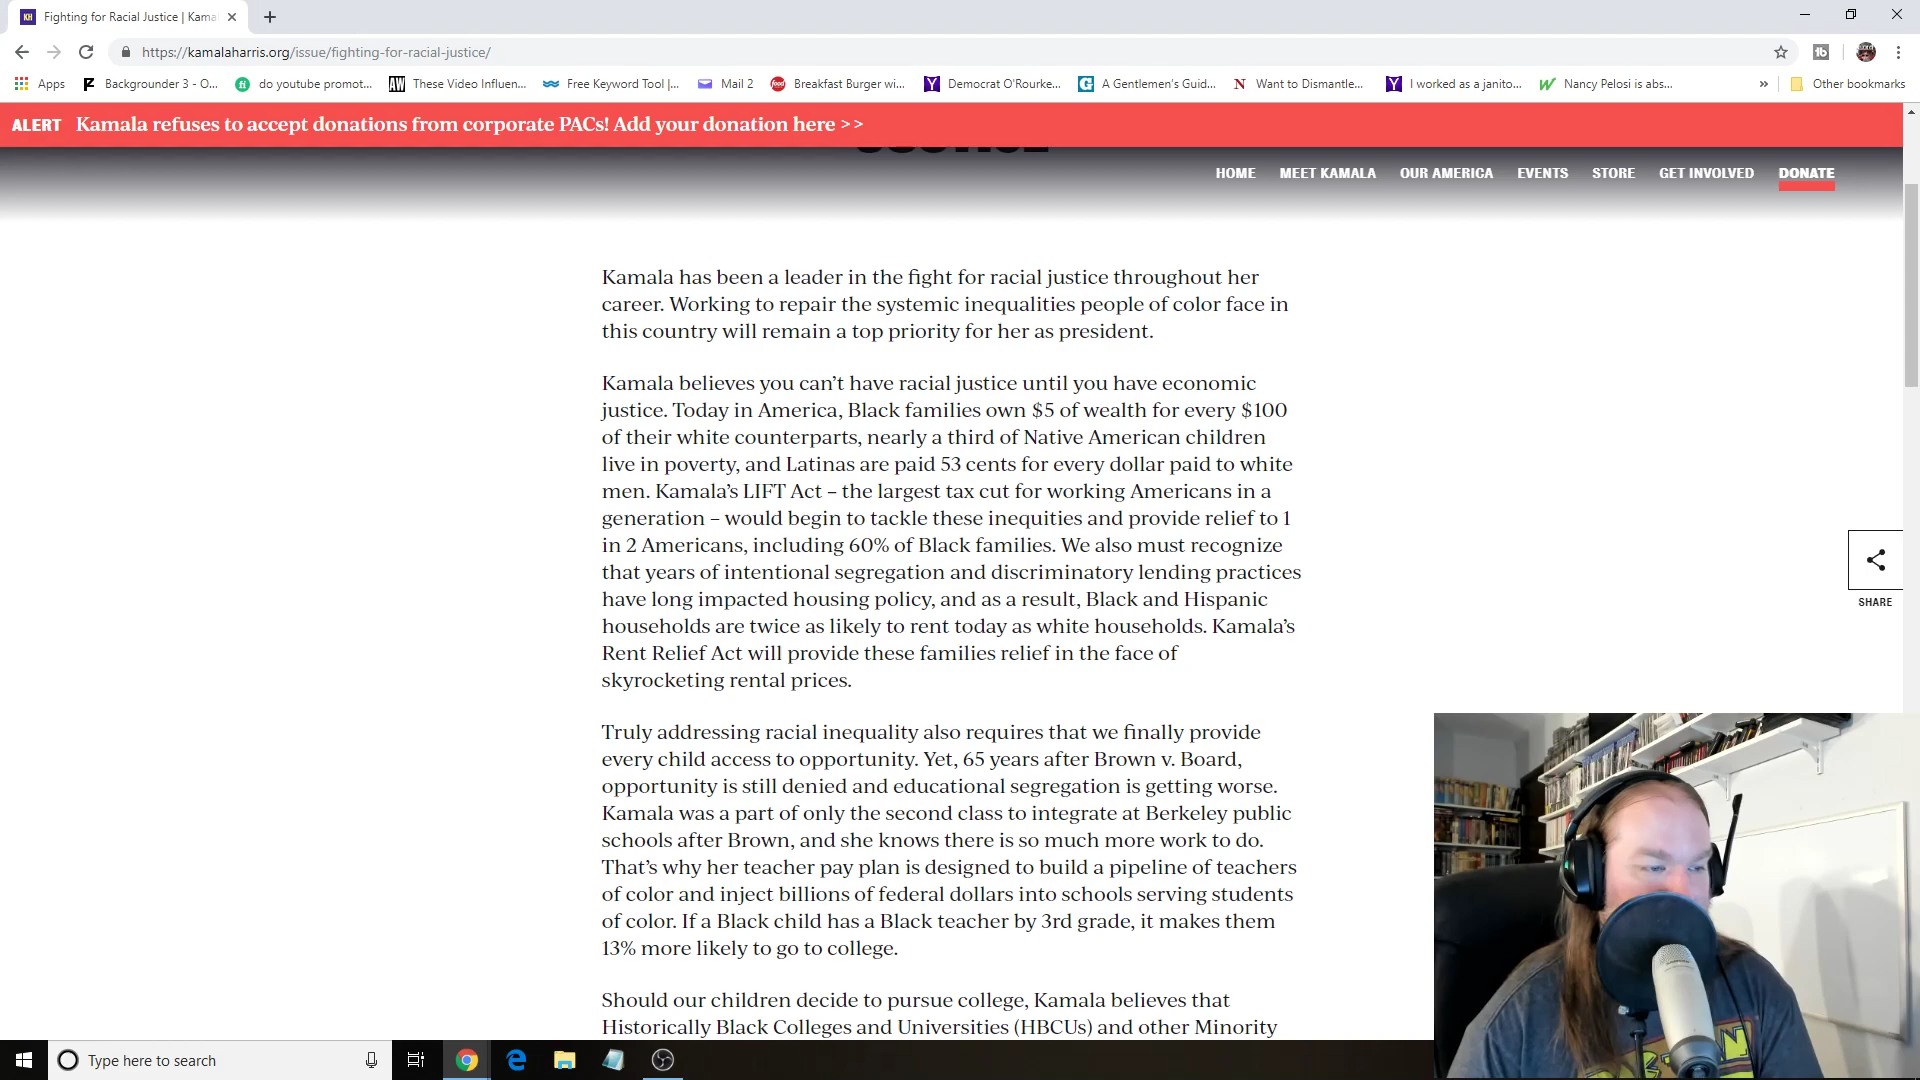 Fighting for Racial Justice | Kama
https://kamalaharris.org/issue/fighting-for-racial-justice/
Apps
Backgrounder 3 - O...
do youtube promot...
These Video Influen...
Free Keyword Tool |...
Mail 2
Breakfast Burger wi...
Democrat O'Rourke...
A Gentlemen's Guid...
Want to Dismantle...
I worked as a janito...
Nancy Pelosi is abs...
»
Other bookmarks
ALERT Kamala refuses to accept donations from corporate PACs! Add your donation here >>
HOME MEET KAMALA OUR AMERICA EVENTS STORE GET INVOLVED DONATE
Kamala has been a leader in the fight for racial justice throughout her
career. Working to repair the systemic inequalities people of color face in
this country will remain a top priority for her as president.
Kamala believes you can’t have racial justice until you have economic
justice. Today in America, Black families own $5 of wealth for every $100
of their white counterparts, nearly a third of Native American children
live in poverty, and Latinas are paid 53 cents for every dollar paid to white
men. Kamala’s LIFT Act – the largest tax cut for working Americans in a
generation – would begin to tackle these inequities and provide relief to 1
in 2 Americans, including 60% of Black families. We also must recognize
that years of intentional segregation and discriminatory lending practices
have long impacted housing policy, and as a result, Black and Hispanic
households are twice as likely to rent today as white households. Kamala’s
Rent Relief Act will provide these families relief in the face of
skyrocketing rental prices.
SHARE
Truly addressing racial inequality also requires that we finally provide
every child access to opportunity. Yet, 65 years after Brown v. Board,
opportunity is still denied and educational segregation is getting worse.
Kamala was a part of only the second class to integrate at Berkeley public
schools after Brown, and she knows there is so much more work to do.
That’s why her teacher pay plan is designed to build a pipeline of teachers
of color and inject billions of federal dollars into schools serving students
of color. If a Black child has a Black teacher by 3rd grade, it makes them
13% more likely to go to college.
Should our children decide to pursue college, Kamala believes that
Historically Black Colleges and Universities (HBCUs) and other Minority
Type here to search